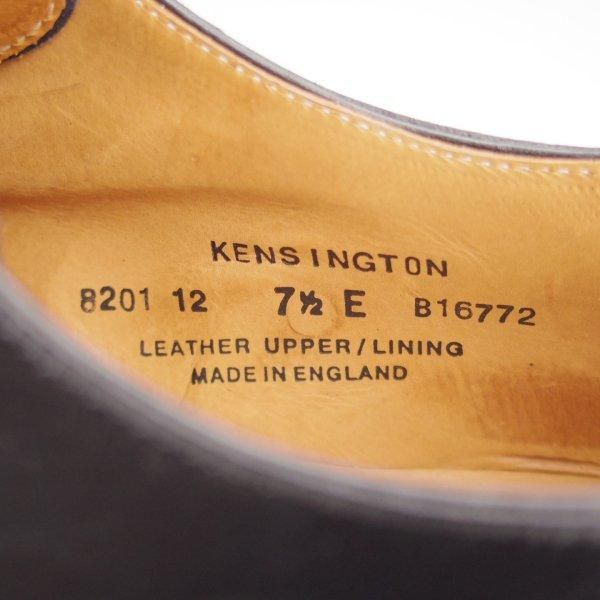 KENSINGTON
8201 12 7½ E B16772
LEATHER UPPER/LINING
MADE IN ENGLAND